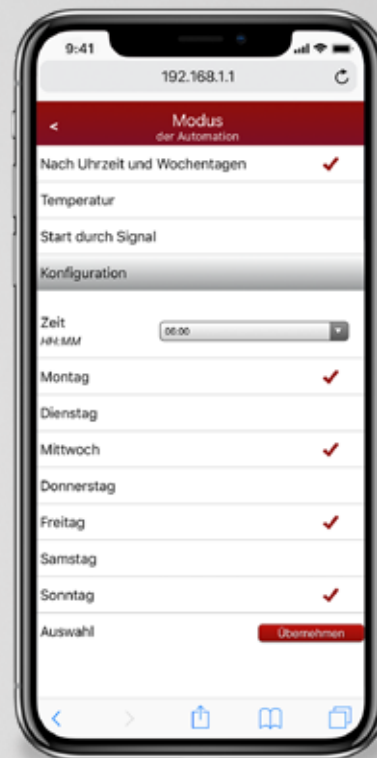 9:41
192.168.1.1
<
Modus
der Automation
Nach Uhrzeit und Wochentagen
Temperatur
Start durch Signal
Konfiguration
Zeit
HH:MM
06:00
Montag
Dienstag
Mittwoch
Donnerstag
Freitag
Samstag
Sonntag
Auswahl
Übernehmen